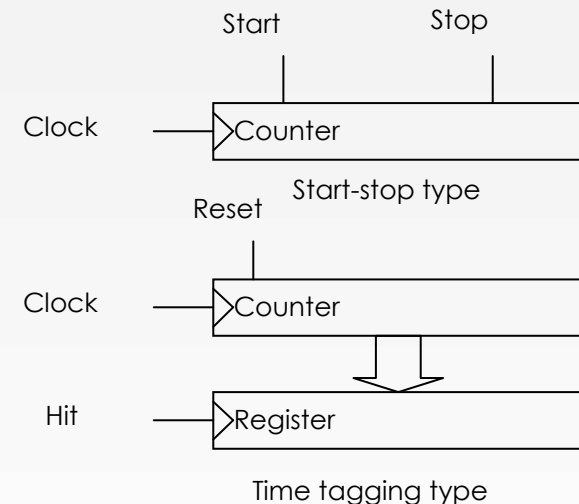 Start Stop
Clock Counter
Start-stop type
Reset
Clock Counter
Hit Register
Time tagging type